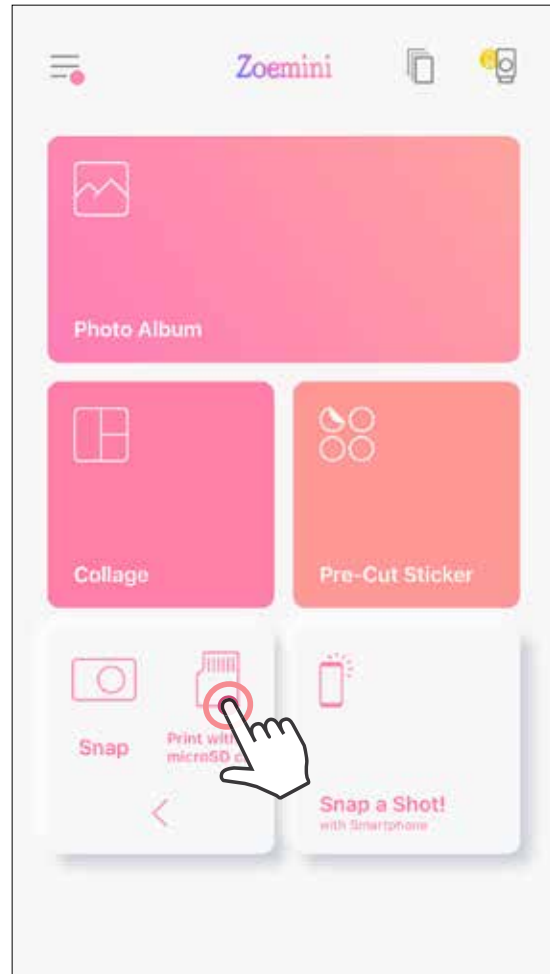 Zoemini
Photo Album
Collage
Pre-Cut Sticker
Snap
Print with
microSD c
Snap a Shot!
with Smartphone